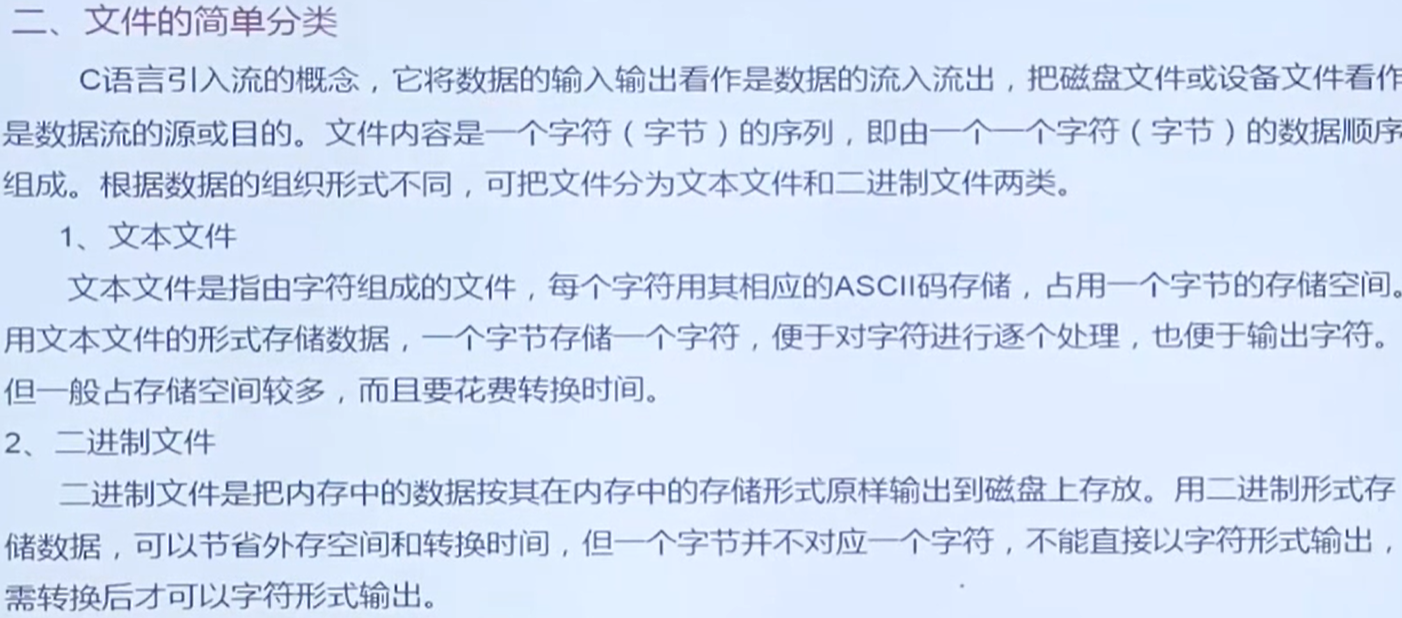 二、文件的简单分类
C语言引入流的概念，它将数据的输入输出看作是数据的流入流出，把磁盘文件或设备文件看作
是数据流的源或目的。文件内容是一个字符（字节）的序列，即由一个一个字符（字节）的数据顺序
组成。根据数据的组织形式不同，可把文件分为文本文件和二进制文件两类。
1、文本文件
文本文件是指由字符组成的文件，每个字符用其相应的ASCII码存储，占用一个字节的存储空间。
用文本文件的形式存储数据，一个字节存储一个字符，便于对字符进行逐个处理，也便于输出字符。
但一般占存储空间较多，而且要花费转换时间。
2、二进制文件
二进制文件是把内存中的数据按其在内存中的存储形式原样输出到磁盘上存放。用二进制形式存
储数据，可以节省外存空间和转换时间，但一个字节并不对应一个字符，不能直接以字符形式输出，
需转换后才可以字符形式输出。